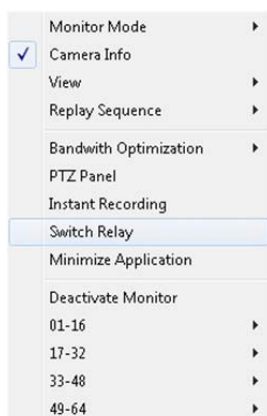 Monitor Mode
Camera Info
View
Replay Sequence
Bandwith Optimization
PTZ Panel
Instant Recording
Switch Relay
Minimize Application
Deactivate Monitor
01-16
17-32
33-48
49-64